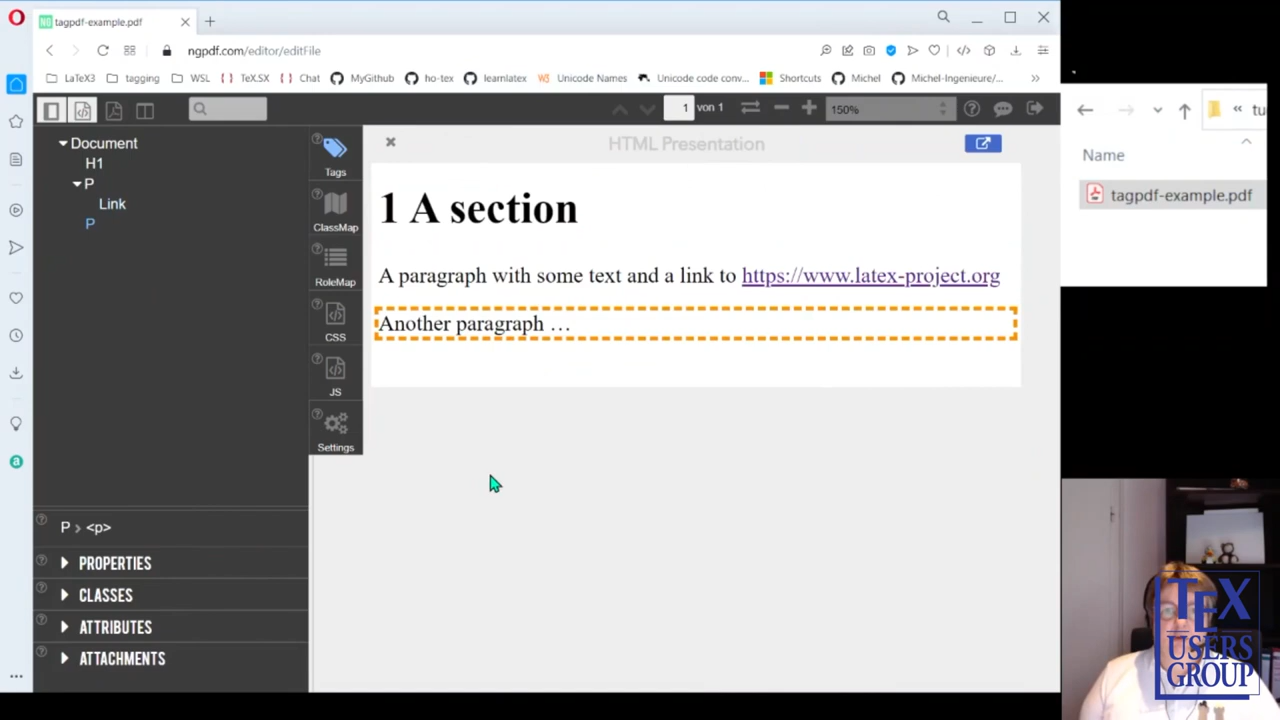 tagpdf-example.pdf
ngpdf.com/editor/editFile
LaTeX3 tagging WSL TeX.SX Chat MyGithub ho-tex learnlatex Unicode Names Unicode code conv... Shortcuts Michel Michel-Ingenieure/... »
1 von 1 150%
Document
H1
P
Link
P
Tags
ClassMap
RoleMap
CSS
JS
Settings
HTML Presentation
1 A section
A paragraph with some text and a link to https://www.latex-project.org
Another paragraph …
P > <p>
PROPERTIES
CLASSES
ATTRIBUTES
ATTACHMENTS
« tu
Name
tagpdf-example.pdf
TEX
USERS
GROUP